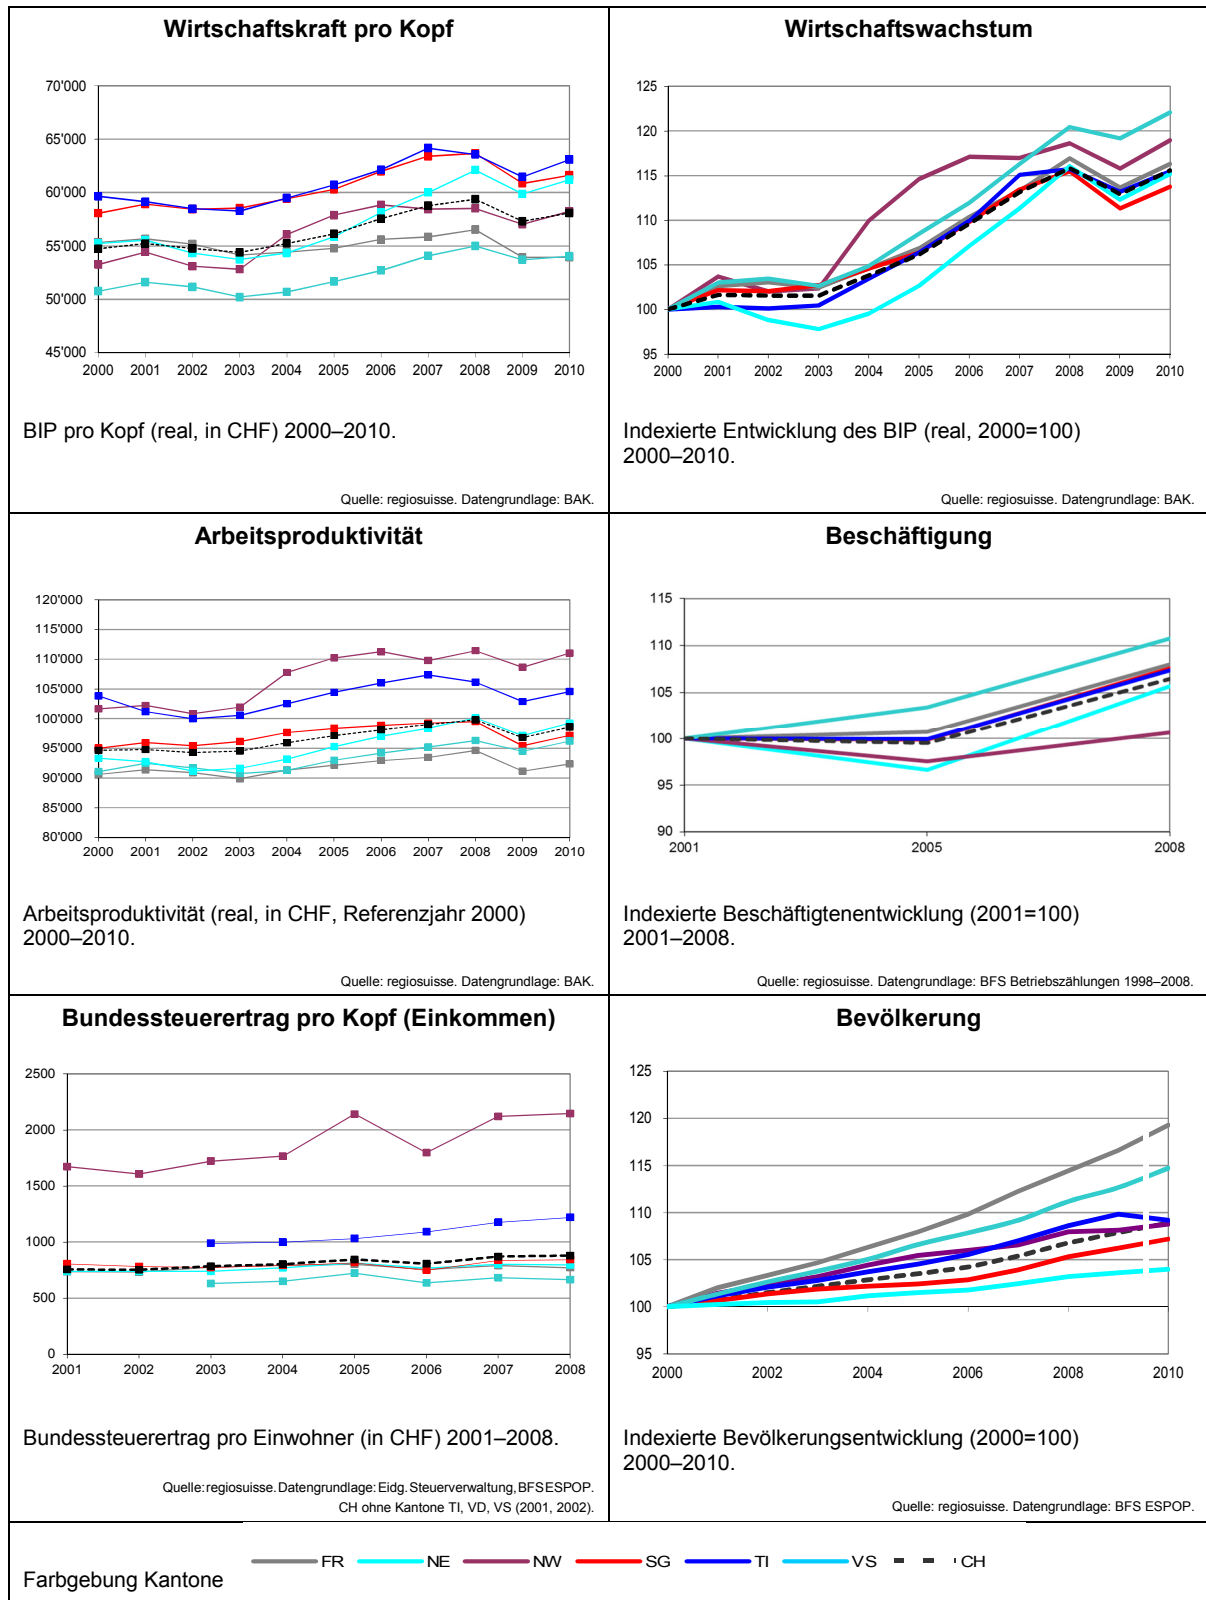 Wirtschaftskraft pro Kopf
70'000
65'000
60'000
55'000
50'000
45'000
2000 2001 2002 2003 2004 2005 2006 2007 2008 2009 2010
BIP pro Kopf (real, in CHF) 2000–2010.
Quelle: regiosuisse. Datengrundlage: BAK.
Wirtschaftswachstum
125
120
115
110
105
100
95
2000 2001 2002 2003 2004 2005 2006 2007 2008 2009 2010
Indexierte Entwicklung des BIP (real, 2000=100)
2000–2010.
Quelle: regiosuisse. Datengrundlage: BAK.
Arbeitsproduktivität
120'000
115'000
110'000
105'000
100'000
95'000
90'000
85'000
80'000
2000 2001 2002 2003 2004 2005 2006 2007 2008 2009 2010
Arbeitsproduktivität (real, in CHF, Referenzjahr 2000)
2000–2010.
Quelle: regiosuisse. Datengrundlage: BAK.
Beschäftigung
115
110
105
100
95
90
2001 2005 2008
Indexierte Beschäftigtenentwicklung (2001=100)
2001–2008.
Quelle: regiosuisse. Datengrundlage: BFS Betriebszählungen 1998–2008.
Bundessteuerertrag pro Kopf (Einkommen)
2500
2000
1500
1000
500
0
2001 2002 2003 2004 2005 2006 2007 2008
Bundessteuerertrag pro Einwohner (in CHF) 2001–2008.
Quelle: regiosuisse. Datengrundlage: Eidg. Steuerverwaltung, BFS ESPOP.
CH ohne Kantone TI, VD, VS (2001, 2002).
Bevölkerung
125
120
115
110
105
100
95
2000 2002 2004 2006 2008 2010
Indexierte Bevölkerungsentwicklung (2000=100)
2000–2010.
Quelle: regiosuisse. Datengrundlage: BFS ESPOP.
FR NE NW SG TI VS CH
Farbgebung Kantone